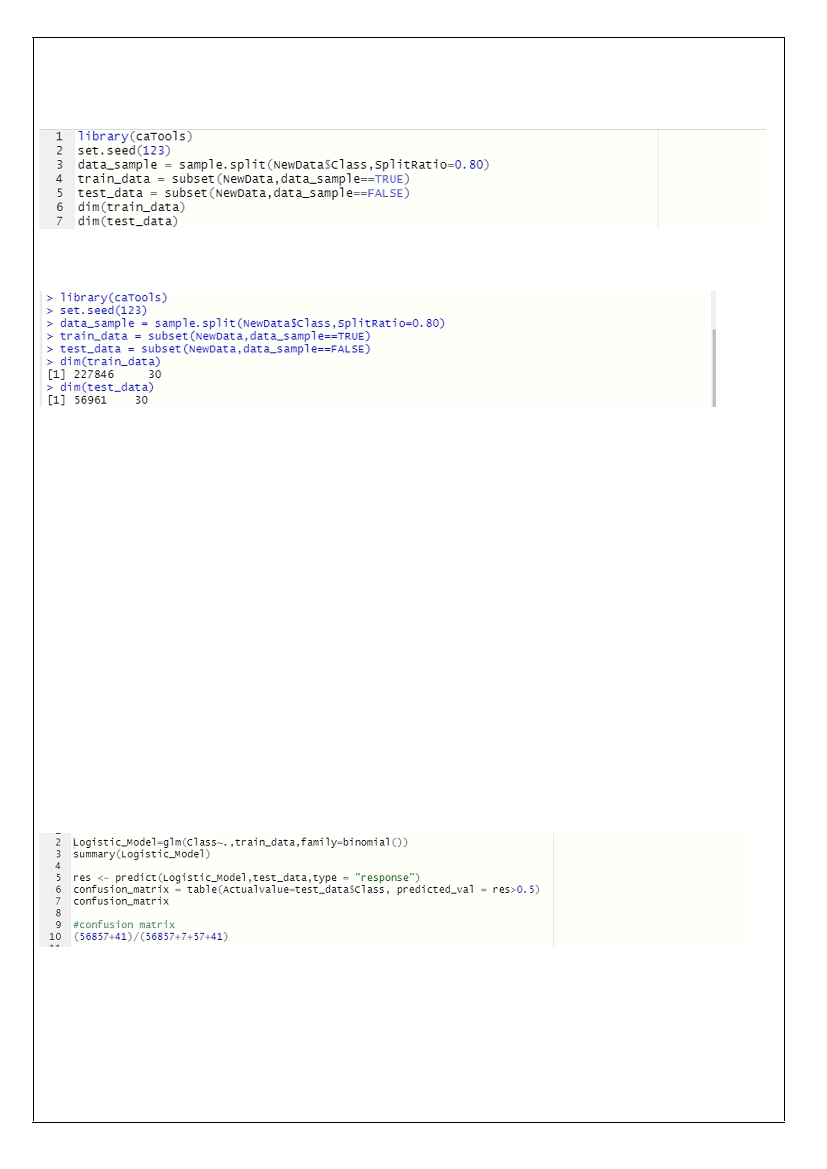 1 library(caTools)
2 set.seed(123)
3 data_sample = sample.split(NewData$Class,SplitRatio=0.80)
4 train_data = subset(NewData,data_sample==TRUE)
5 test_data = subset(NewData,data_sample==FALSE)
6 dim(train_data)
7 dim(test_data)
> library(caTools)
> set.seed(123)
> data_sample = sample.split(NewData$Class,SplitRatio=0.80)
> train_data = subset(NewData,data_sample==TRUE)
> test_data = subset(NewData,data_sample==FALSE)
> dim(train_data)
[1] 227846 30
> dim(test_data)
[1] 56961 30
2 Logistic_Model=glm(Class~.,train_data,family=binomial())
3 summary(Logistic_Model)
4
5 res <- predict(Logistic_Model,test_data,type = "response")
6 confusion_matrix = table(Actualvalue=test_data$Class, predicted_val = res>0.5)
7 confusion_matrix
8
9 #confusion matrix
10 (56857+41)/(56857+7+57+41)